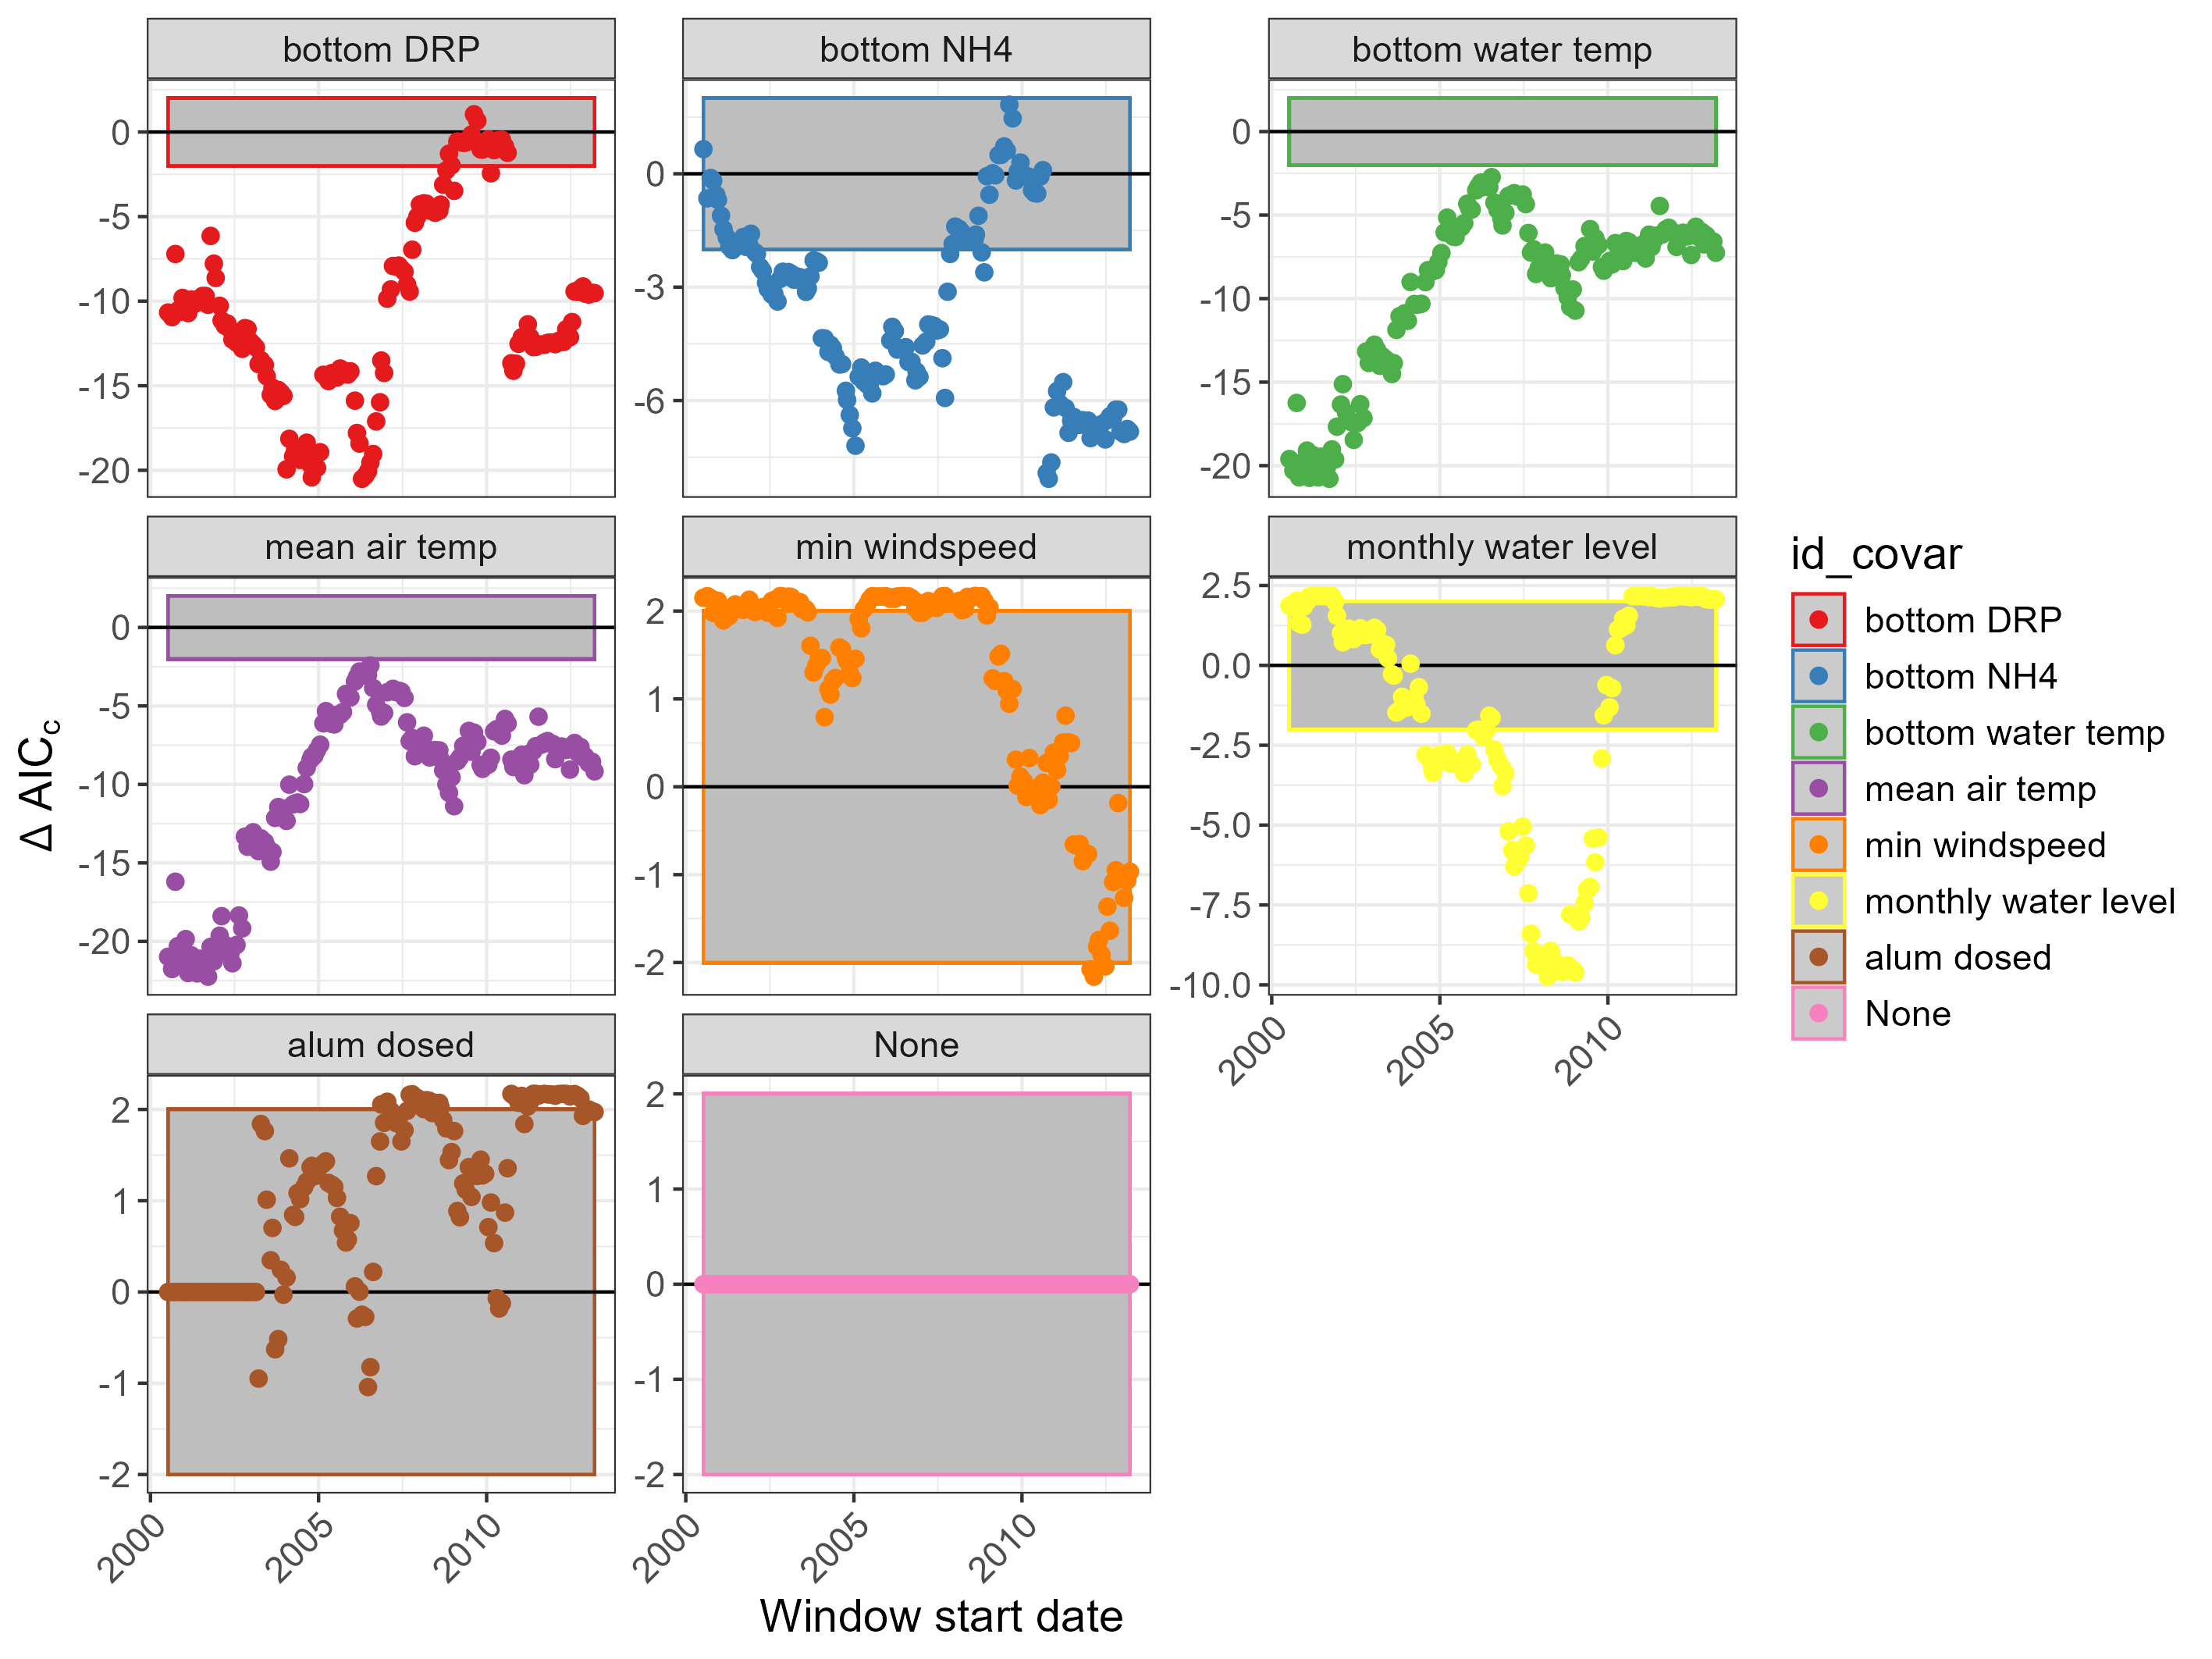 bottom DRP
bottom NH4
bottom water temp
0
-5
-10
-15
-20
0
-3
-6
0
-5
-10
-15
-20
mean air temp
min windspeed
monthly water level
0
-5
-10
-15
-20
2
1
0
-1
-2
2.5
0.0
-2.5
-5.0
-7.5
-10.0
2000
2005
2010
alum dosed
None
2
1
0
-1
-2
2
1
0
-1
-2
2000
2005
2010
2000
2005
2010
Window start date
Δ AICc
id_covar
bottom DRP
bottom NH4
bottom water temp
mean air temp
min windspeed
monthly water level
alum dosed
None